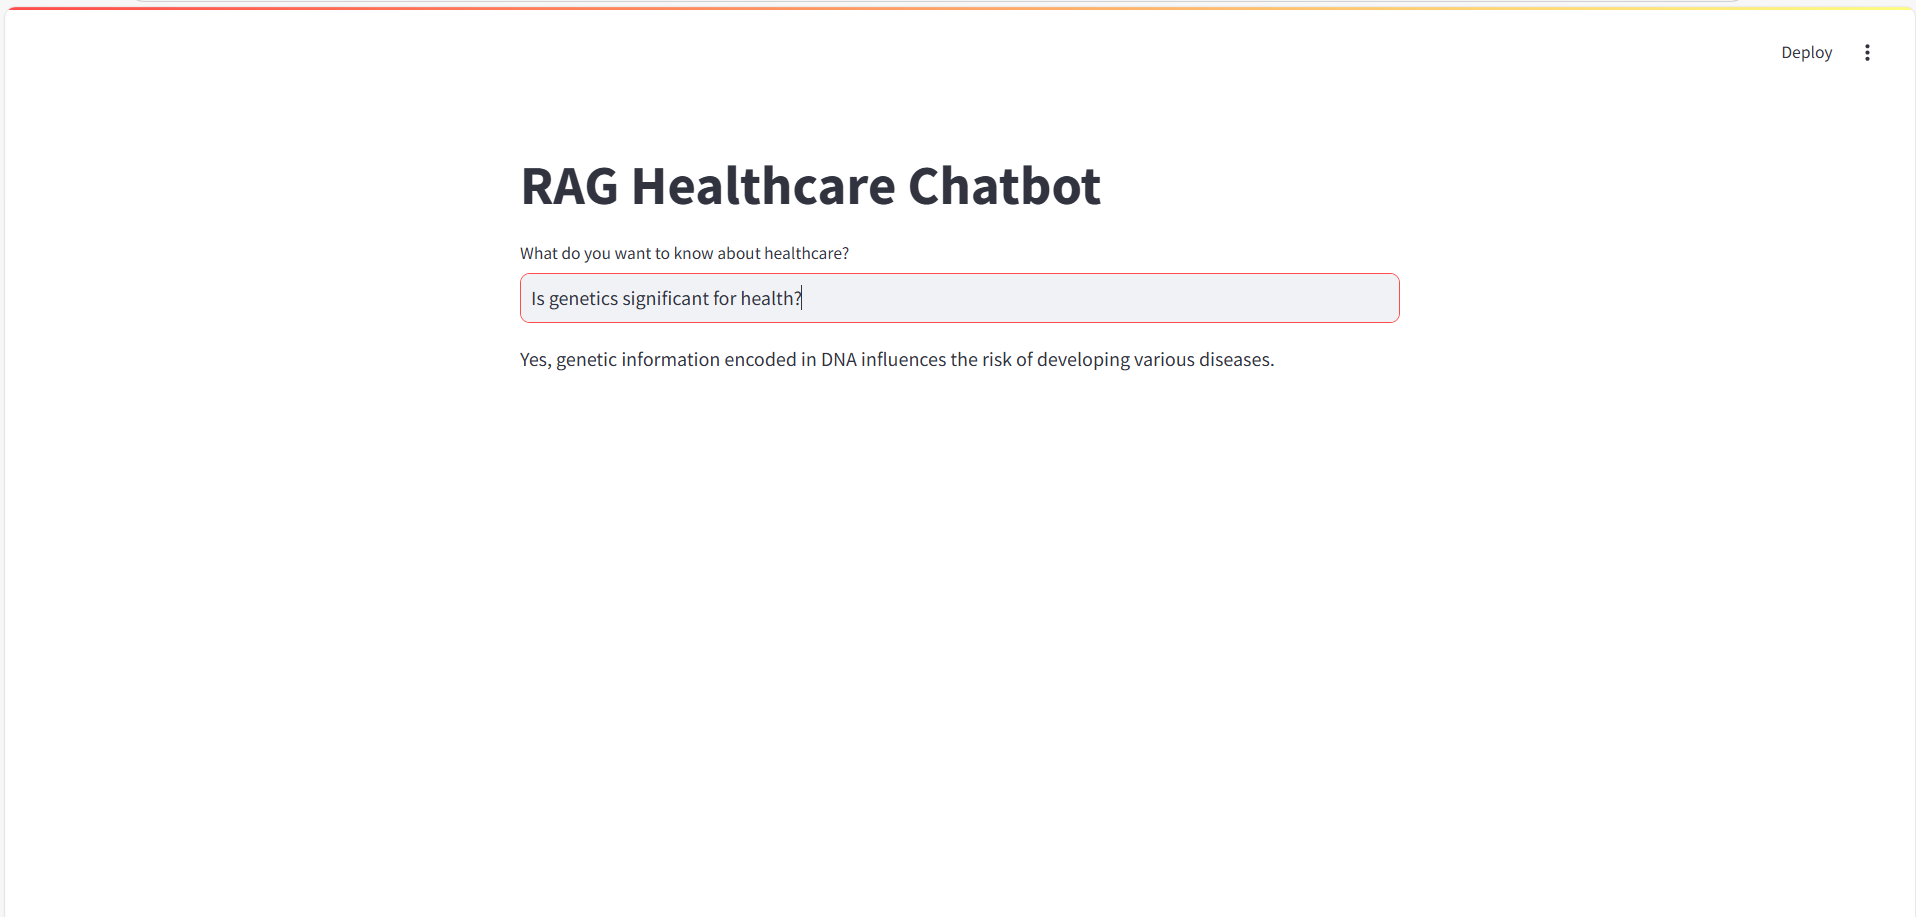 Deploy
RAG Healthcare Chatbot
What do you want to know about healthcare?
Is genetics significant for health?
Yes, genetic information encoded in DNA influences the risk of developing various diseases.